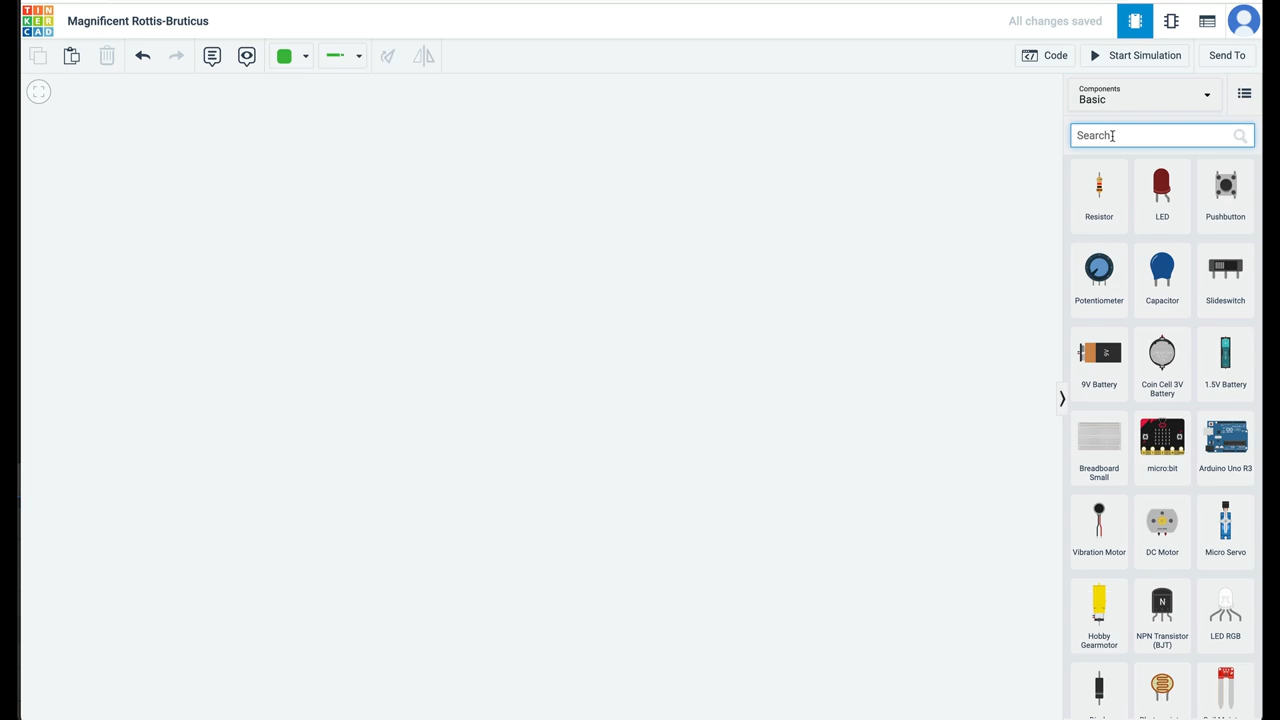 TIN
KER
CAD
Magnificent Rottis-Bruticus
All changes saved
Code
Start Simulation
Send To
Components
Basic
Search
Resistor
LED
Pushbutton
Potentiometer
Capacitor
Slideswitch
9V
9V Battery
Coin Cell 3V
Battery
1.5V Battery
Breadboard
Small
micro:bit
Arduino Uno R3
Vibration Motor
DC Motor
Micro Servo
Hobby
Gearmotor
N
NPN Transistor
(BJT)
LED RGB